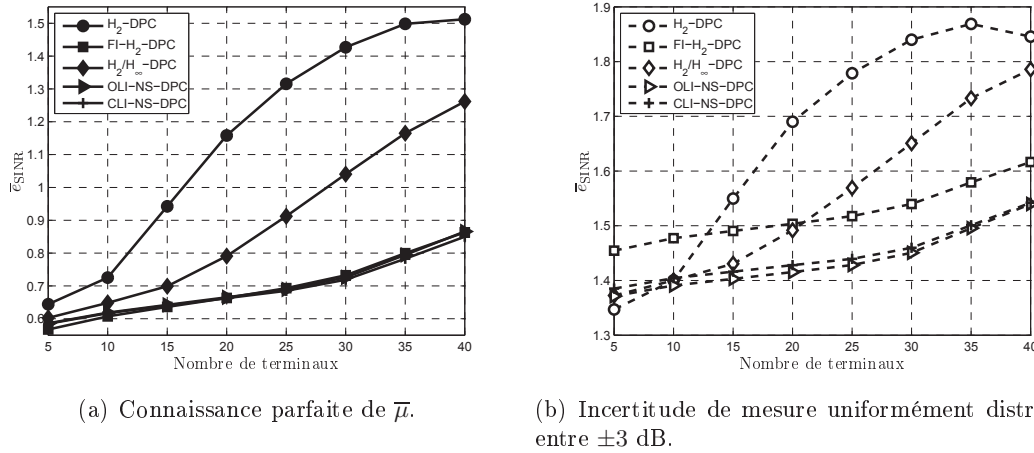 1.5
1.4
1.3
1.2
1.1
1
0.9
0.8
0.7
0.6
e̅SINR
5 10 15 20 25 30 35 40
Nombre de terminaux
H₂−DPC
FI−H₂−DPC
H₂/H∞−DPC
OLI−NS−DPC
CLI−NS−DPC
(a) Connaissance parfaite de μ̅.
1.9
1.8
1.7
1.6
1.5
1.4
1.3
e̅SINR
5 10 15 20 25 30 35 40
Nombre de terminaux
H₂−DPC
FI−H₂−DPC
H₂/H∞−DPC
OLI−NS−DPC
CLI−NS−DPC
(b) Incertitude de mesure uniformément distr
entre ±3 dB.